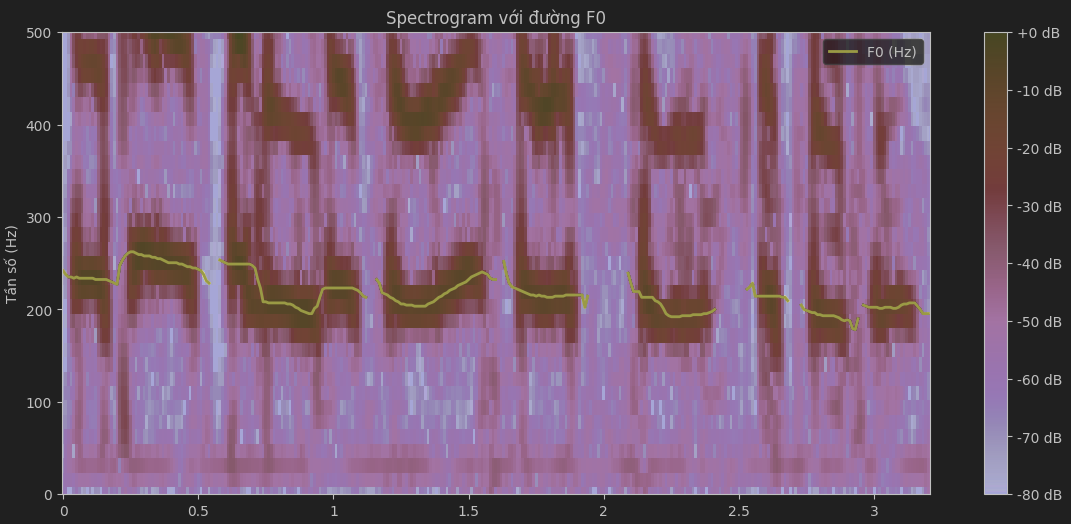 Spectrogram với đường F0
Tần số (Hz)
500
400
300
200
100
0
0
0.5
1
1.5
2
2.5
3
F0 (Hz)
+0 dB
-10 dB
-20 dB
-30 dB
-40 dB
-50 dB
-60 dB
-70 dB
-80 dB